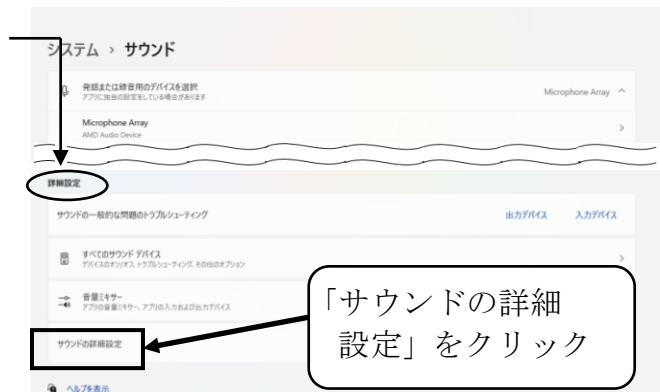 システム › サウンド
発話または録音用のデバイスを選択
アプリに独自の設定をしている場合があります
Microphone Array
Microphone Array
AMD Audio Device
詳細設定
サウンドの一般的な問題のトラブルシューティング
出力デバイス 入力デバイス
すべてのサウンド デバイス
デバイスのオン/オフ、トラブルシューティング、その他のオプション
音量ミキサー
アプリの音量ミキサー、アプリの入力および出力デバイス
サウンドの詳細設定
「サウンドの詳細
設定」をクリック
ヘルプを表示